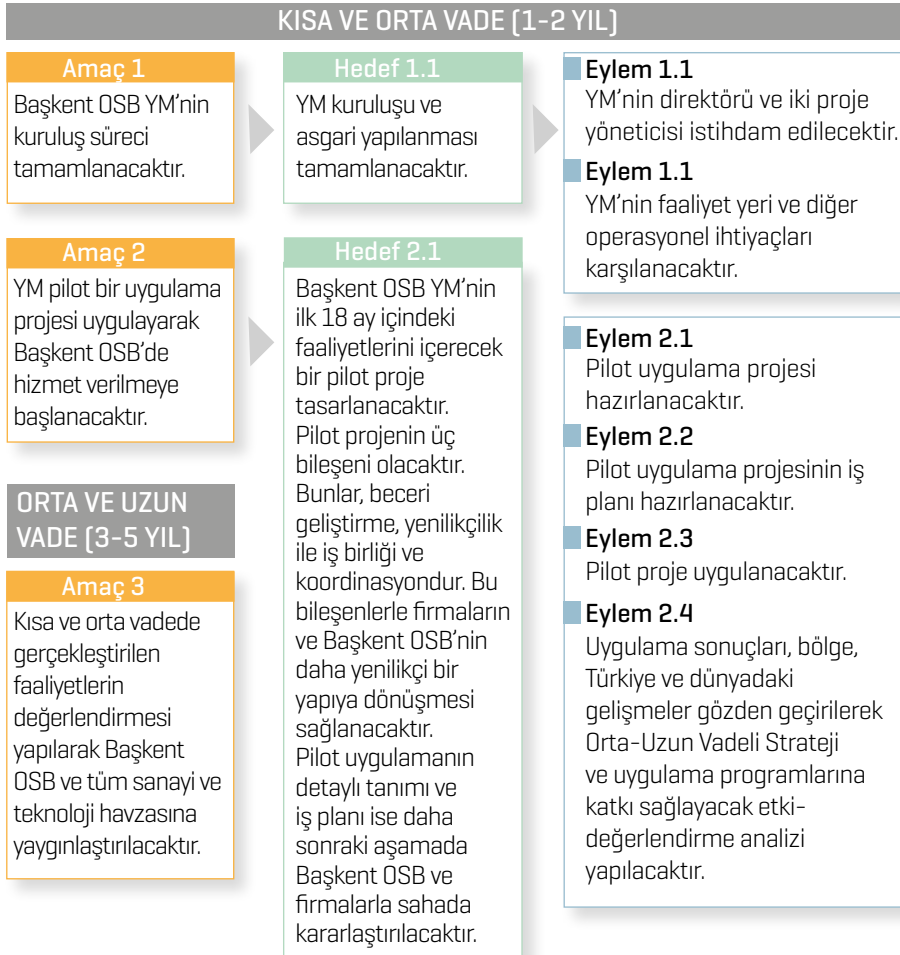 KISA VE ORTA VADE (1-2 YIL)
Amaç 1
Başkent OSB YM’nin
kuruluş süreci
tamamlanacaktır.
Hedef 1.1
YM kuruluşu ve
asgari yapılanması
tamamlanacaktır.
Eylem 1.1
YM’nin direktörü ve iki proje
yöneticisi istihdam edilecektir.
Eylem 1.1
YM’nin faaliyet yeri ve diğer
operasyonel ihtiyaçları
karşılanacaktır.
Amaç 2
YM pilot bir uygulama
projesi uygulayarak
Başkent OSB’de
hizmet verilmeye
başlanacaktır.
Hedef 2.1
Başkent OSB YM’nin
ilk 18 ay içindeki
faaliyetlerini içerecek
bir pilot proje
tasarlanacaktır.
Pilot projenin üç
bileşeni olacaktır.
Bunlar, beceri
geliştirme, yenilikçilik
ile iş birliği ve
koordinasyondur. Bu
bileşenlerle firmaların
ve Başkent OSB’nin
daha yenilikçi bir
yapıya dönüşmesi
sağlanacaktır.
Pilot uygulamanın
detaylı tanımı ve
iş planı ise daha
sonraki aşamada
Başkent OSB ve
firmalarla sahada
kararlaştırılacaktır.
Eylem 2.1
Pilot uygulama projesi
hazırlanacaktır.
Eylem 2.2
Pilot uygulama projesinin iş
planı hazırlanacaktır.
Eylem 2.3
Pilot proje uygulanacaktır.
Eylem 2.4
Uygulama sonuçları, bölge,
Türkiye ve dünyadaki
gelişmeler gözden geçirilerek
Orta-Uzun Vadeli Strateji
ve uygulama programlarına
katkı sağlayacak etki-
değerlendirme analizi
yapılacaktır.
ORTA VE UZUN
VADE (3-5 YIL)
Amaç 3
Kısa ve orta vadede
gerçekleştirilen
faaliyetlerin
değerlendirmesi
yapılarak Başkent
OSB ve tüm sanayi ve
teknoloji havzasına
yaygınlaştırılacaktır.